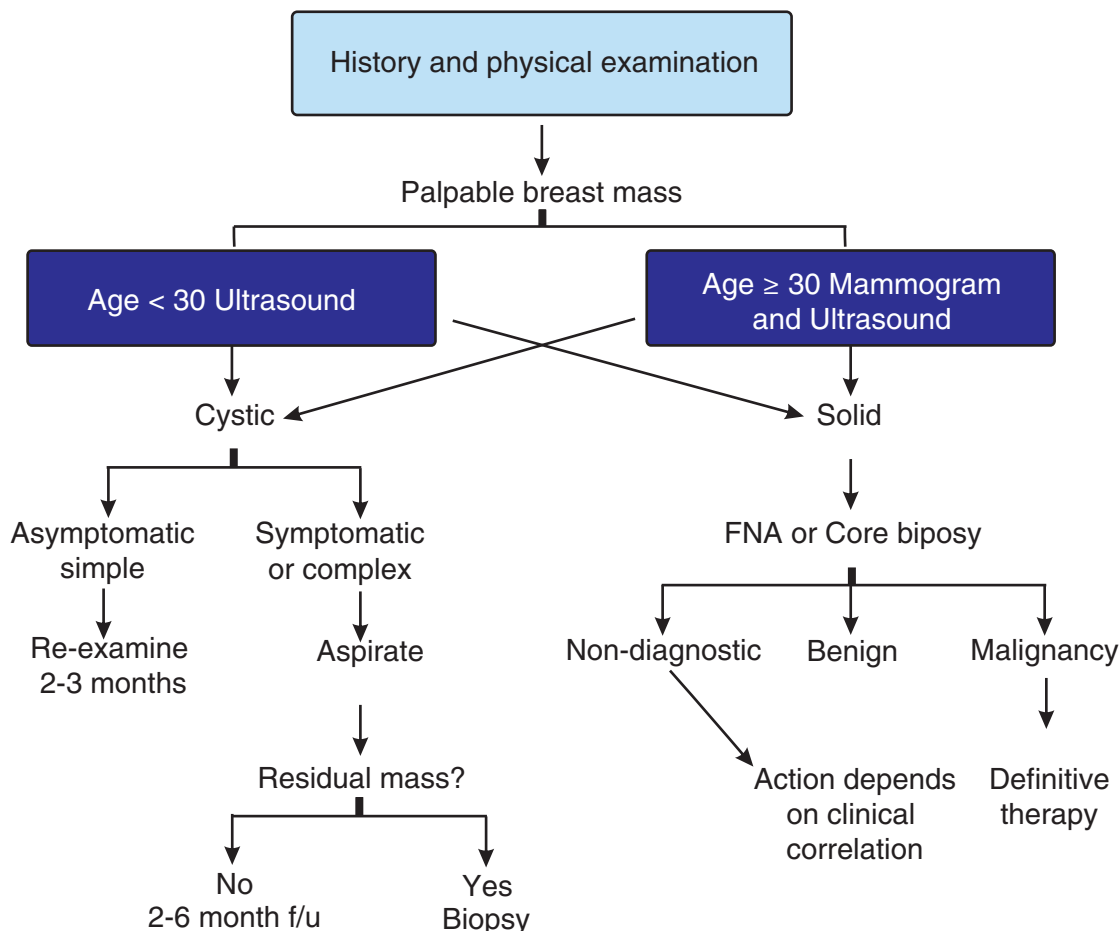 History and physical examination
Palpable breast mass
Age < 30 Ultrasound
Age ≥ 30 Mammogram
and Ultrasound
Cystic
Solid
Asymptomatic
simple
Symptomatic
or complex
FNA or Core biposy
Re-examine
2-3 months
Aspirate
Non-diagnostic
Benign
Malignancy
Residual mass?
Action depends
on clinical
correlation
Definitive
therapy
No
2-6 month f/u
Yes
Biopsy